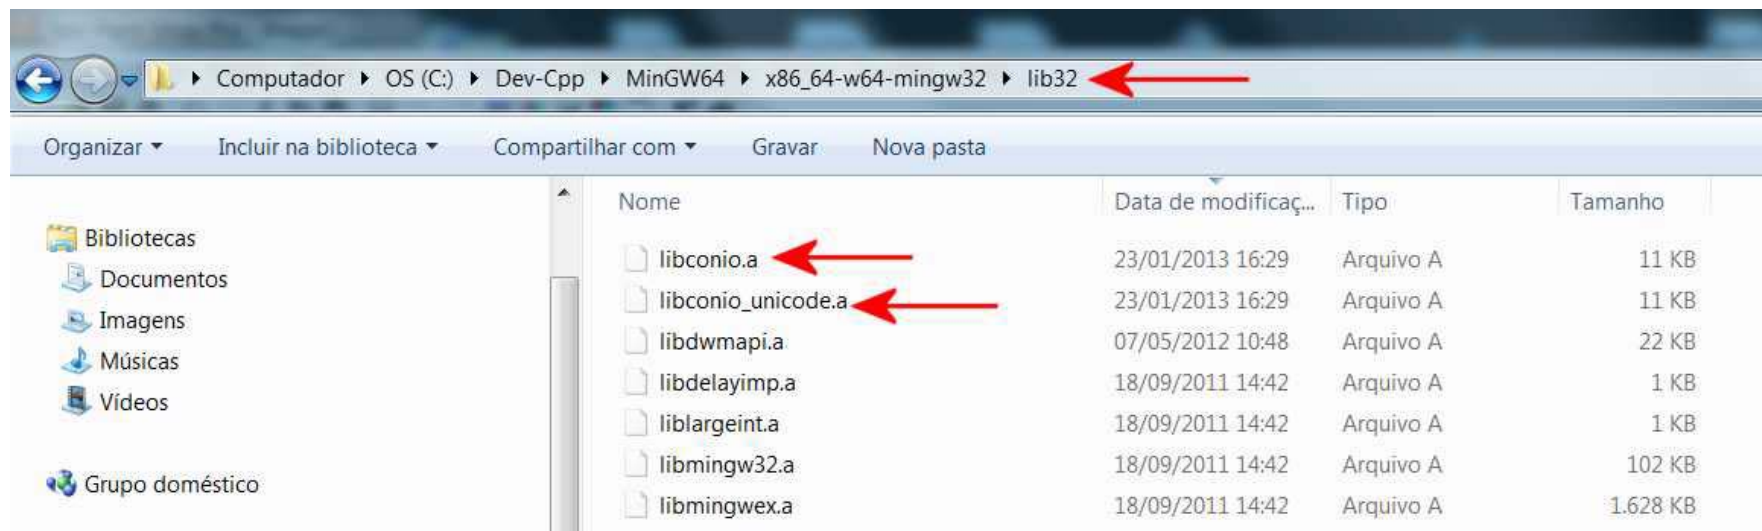 Computador OS (C:) Dev-Cpp MinGW64 x86_64-w64-mingw32 lib32
Organizar Incluir na biblioteca Compartilhar com Gravar Nova pasta
Nome Data de modificaç... Tipo Tamanho
Bibliotecas
Documentos
Imagens
Músicas
Vídeos
Grupo doméstico
libconio.a 23/01/2013 16:29 Arquivo A 11 KB
libconio_unicode.a 23/01/2013 16:29 Arquivo A 11 KB
libdwmapi.a 07/05/2012 10:48 Arquivo A 22 KB
libdelayimp.a 18/09/2011 14:42 Arquivo A 1 KB
liblargeint.a 18/09/2011 14:42 Arquivo A 1 KB
libmingw32.a 18/09/2011 14:42 Arquivo A 102 KB
libmingwex.a 18/09/2011 14:42 Arquivo A 1.628 KB